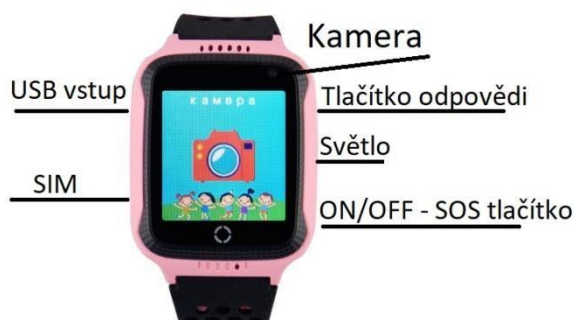 Kamera
USB vstup
камера
Tlačítko odpovědi
Světlo
SIM
ON/OFF - SOS tlačítko